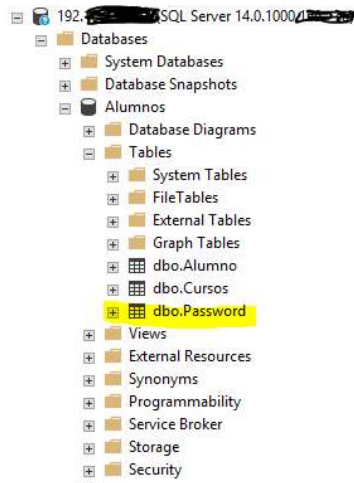 192. SQL Server 14.0.1000
Databases
System Databases
Database Snapshots
Alumnos
Database Diagrams
Tables
System Tables
FileTables
External Tables
Graph Tables
dbo.Alumno
dbo.Cursos
dbo.Password
Views
External Resources
Synonyms
Programmability
Service Broker
Storage
Security